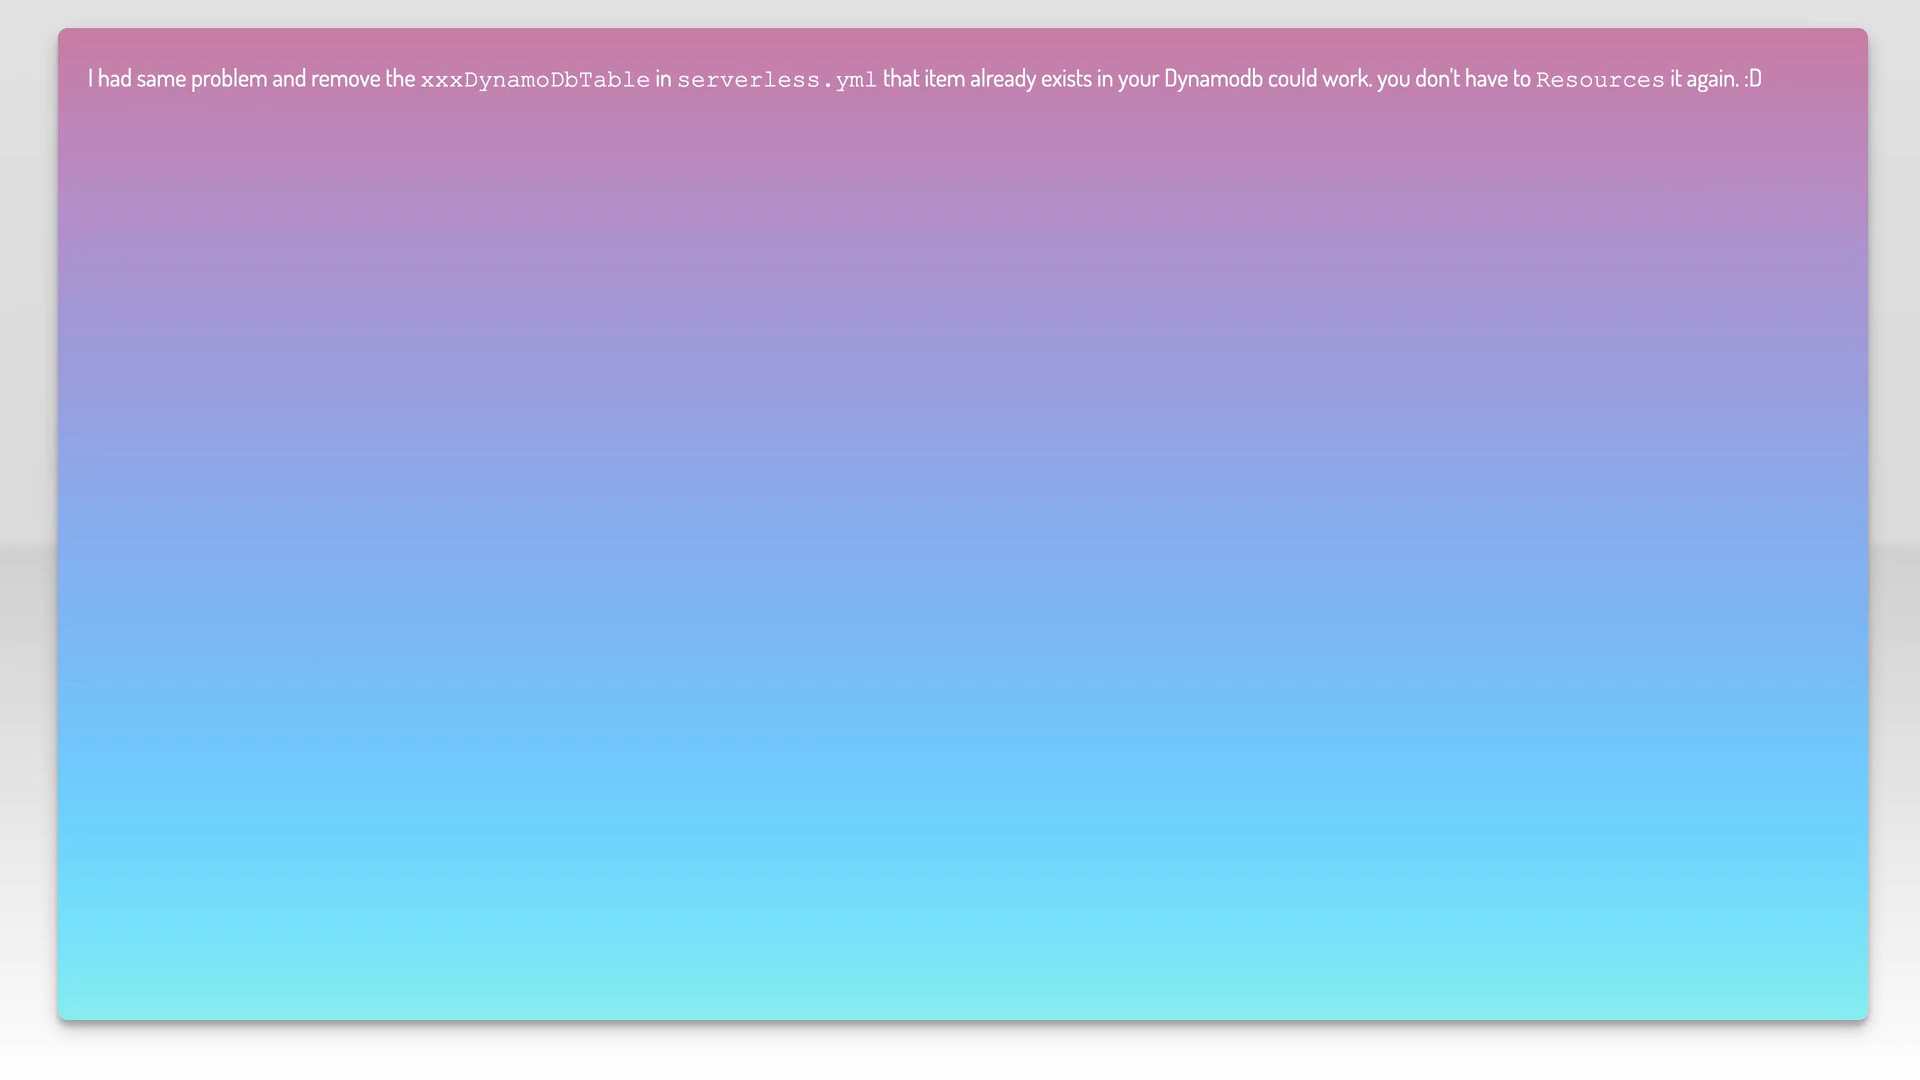 I had same problem and remove the xxxDynamoDbTable in serverless.yml that item already exists in your Dynamodb could work. you don't have to Resources it again. :D